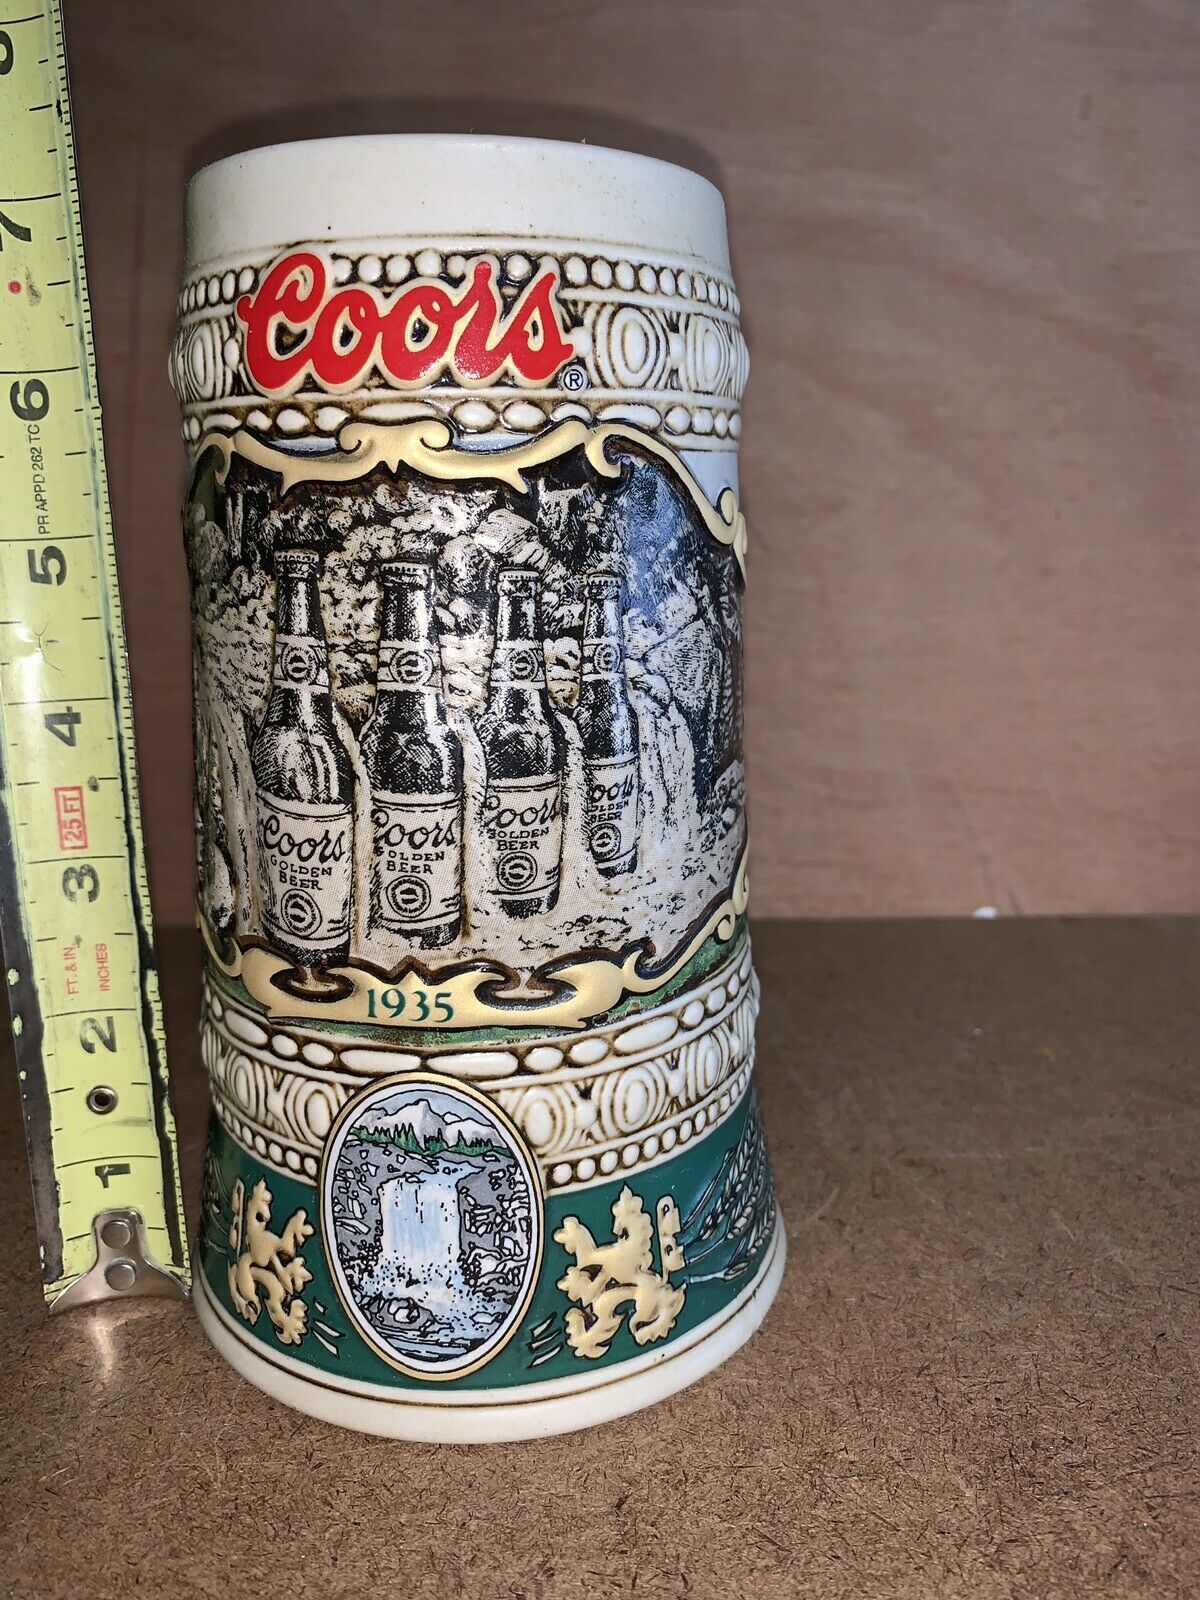 Coors®
Coors
GOLDEN
BEER
Coors
GOLDEN
BEER
Coors
GOLDEN
BEER
Coors
GOLDEN
BEER
1935
8
7
6
PR APPD 262 TC
5
4
25 FT
3
FT. & IN.
INCHES
2
1